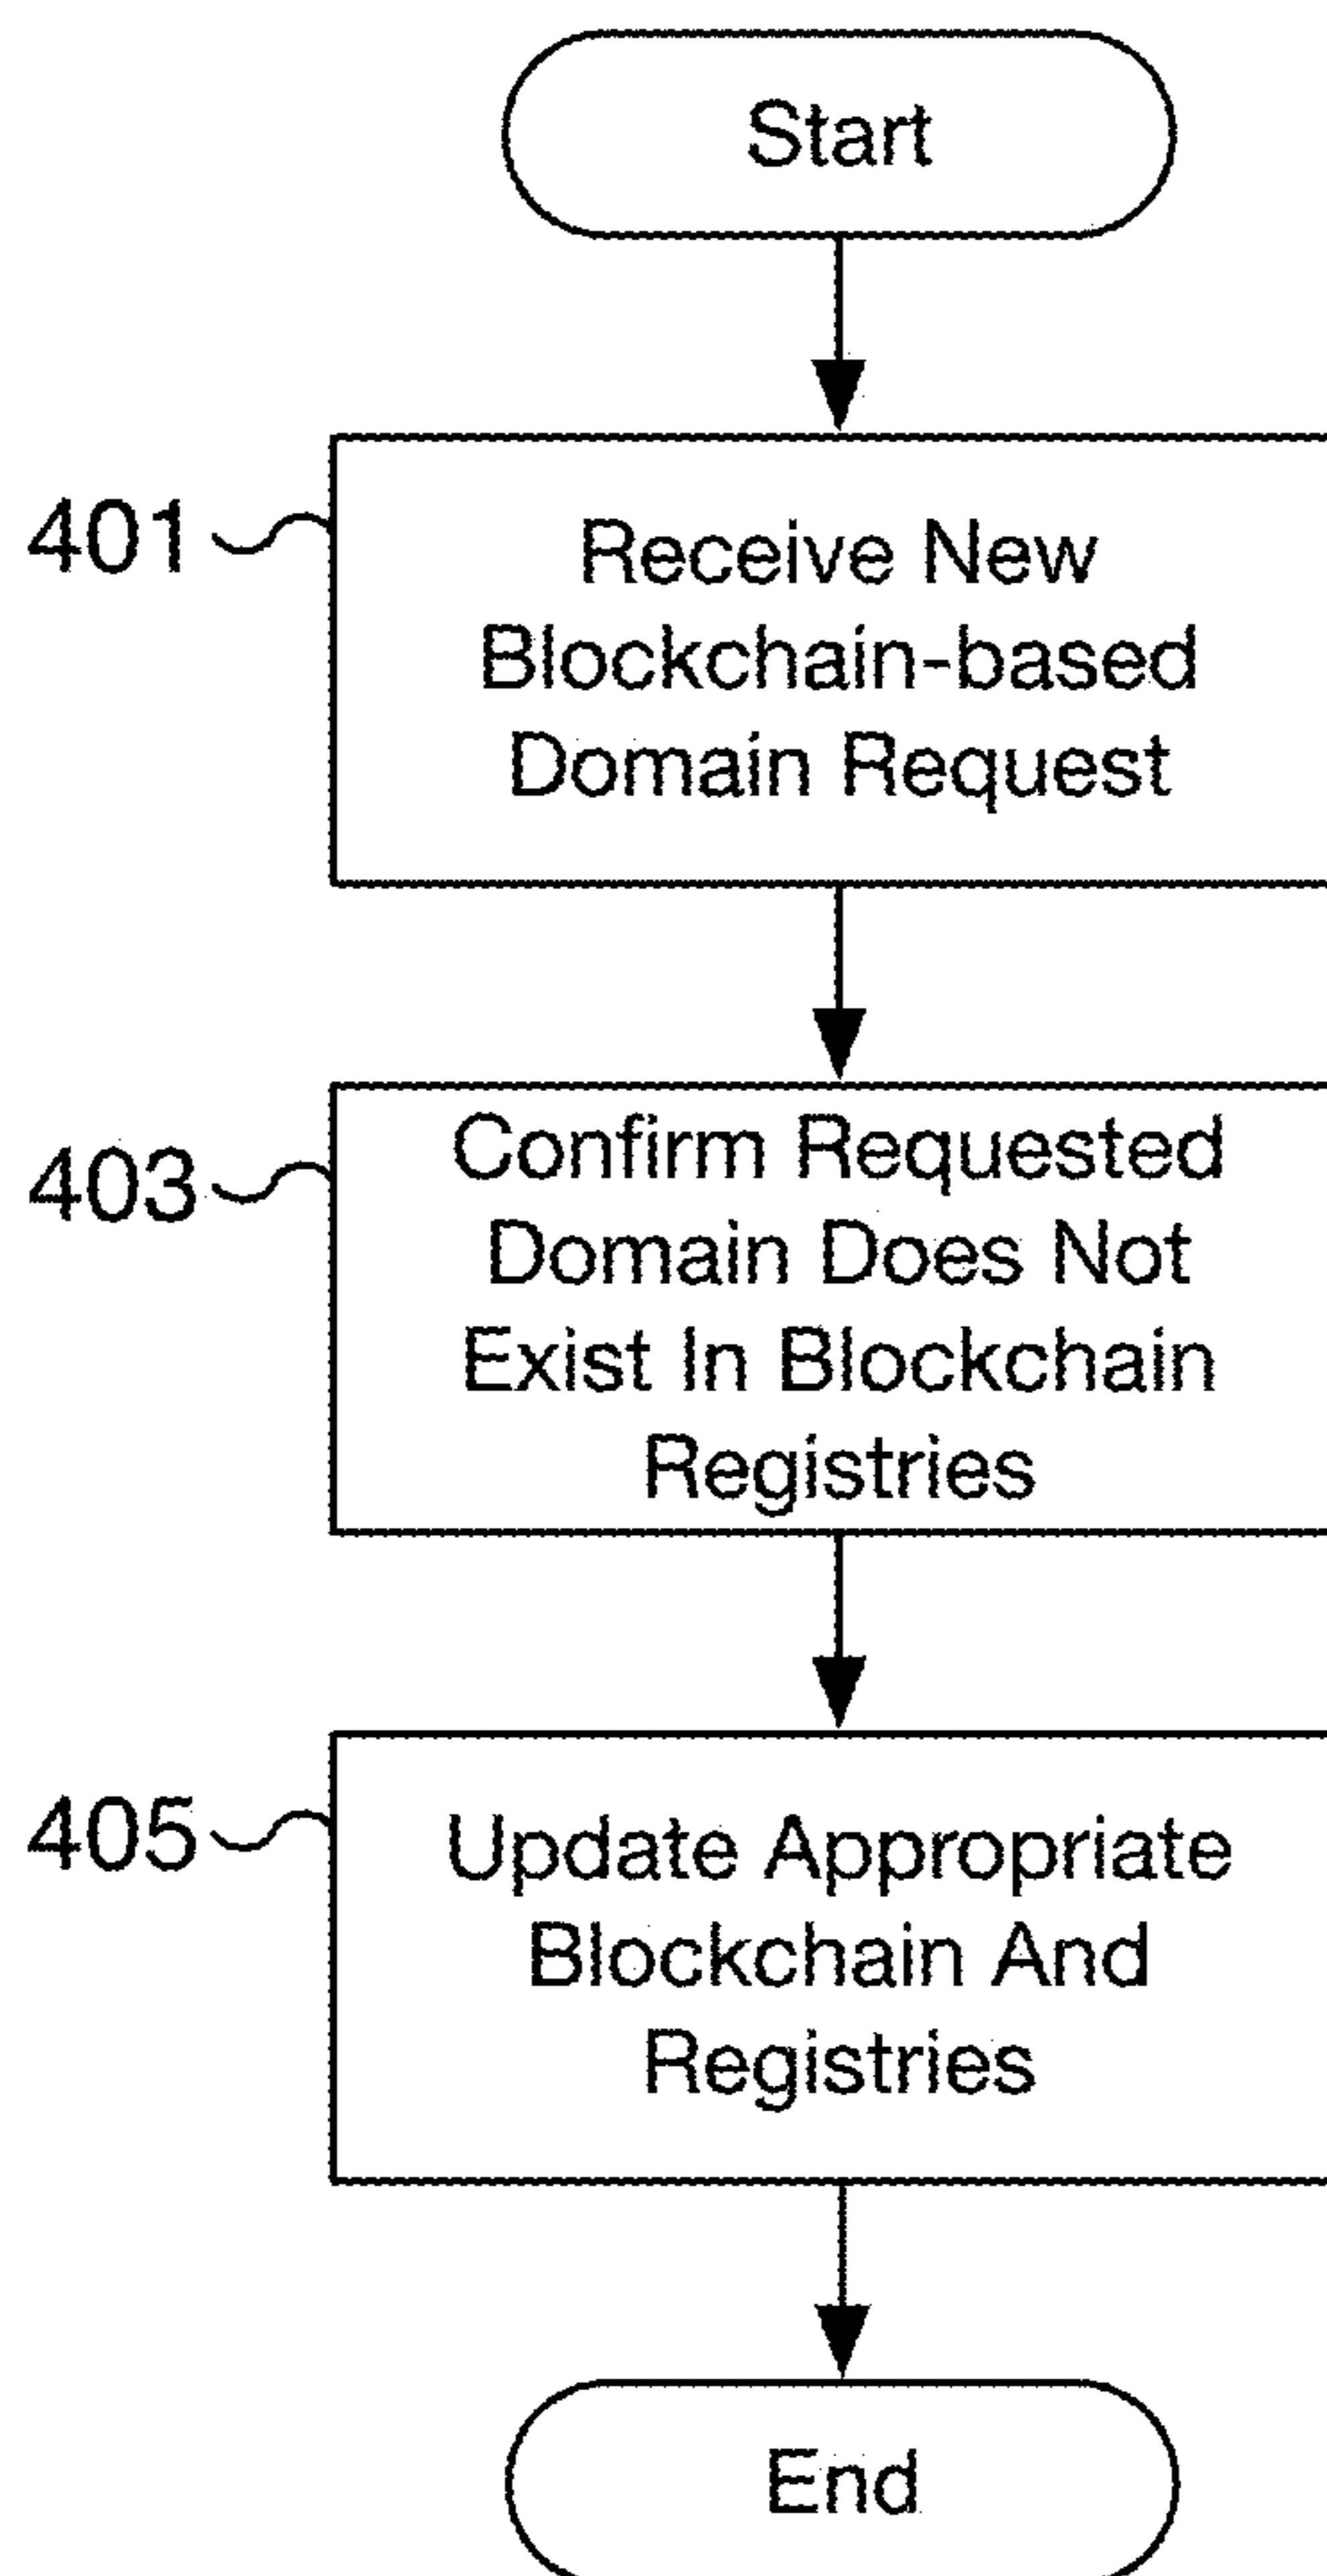 Start
401
Receive New
Blockchain-based
Domain Request
403
Confirm Requested
Domain Does Not
Exist In Blockchain
Registries
405
Update Appropriate
Blockchain And
Registries
End